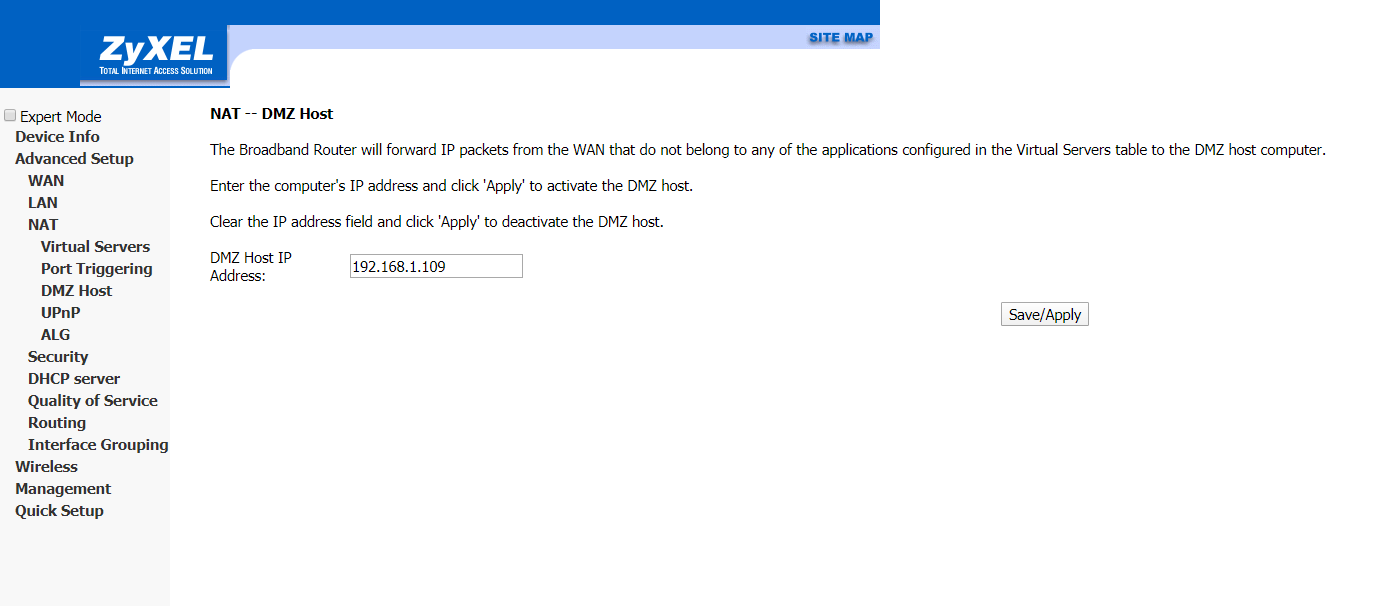 ZyXEL
TOTAL INTERNET ACCESS SOLUTION
SITE MAP
Expert Mode
Device Info
Advanced Setup
WAN
LAN
NAT
Virtual Servers
Port Triggering
DMZ Host
UPnP
ALG
Security
DHCP server
Quality of Service
Routing
Interface Grouping
Wireless
Management
Quick Setup
NAT -- DMZ Host
The Broadband Router will forward IP packets from the WAN that do not belong to any of the applications configured in the Virtual Servers table to the DMZ host computer.
Enter the computer's IP address and click 'Apply' to activate the DMZ host.
Clear the IP address field and click 'Apply' to deactivate the DMZ host.
DMZ Host IP
Address:
192.168.1.109
Save/Apply